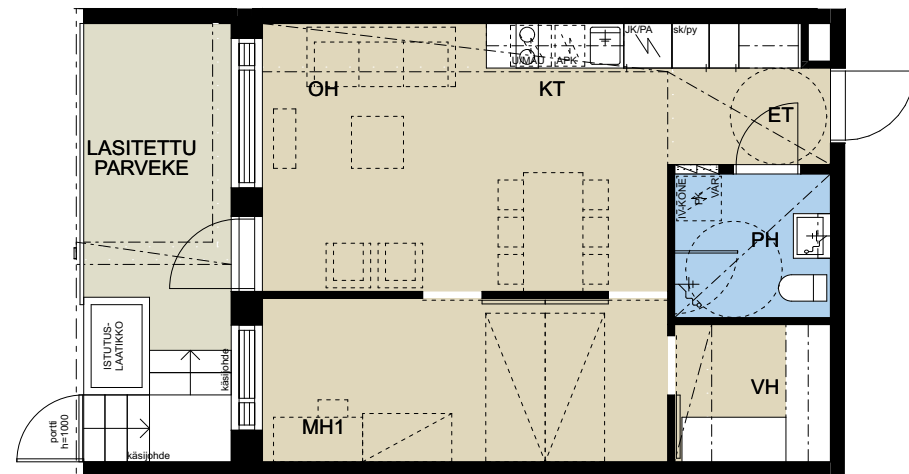 JK/PA
sk/py
U/MAU
APK
OH
KT
ET
LASITETTU
PARVEKE
IV-KONE
PK
VAR
PH
ISTUTUS-
LAATIKKO
käsijohde
VH
MH1
portti
h=1000
käsijohde